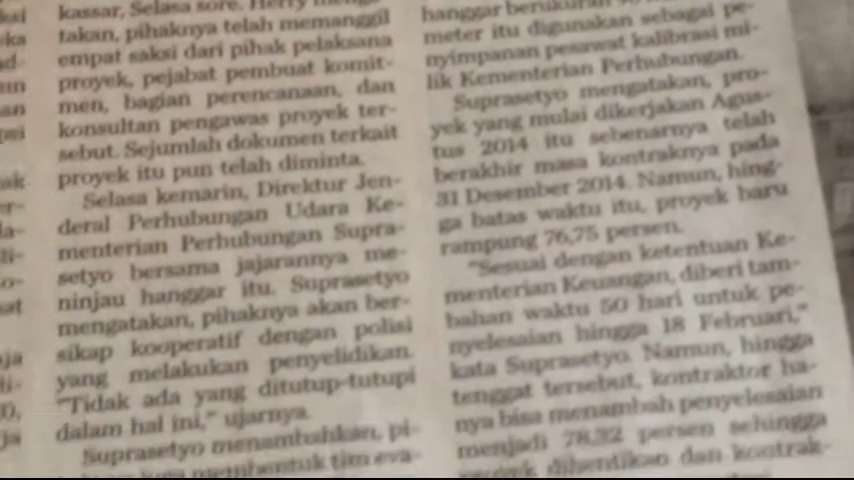 kassar, Selasa sore. Herry
takan, pihaknya telah memanggil
empat saksi dari pihak pelaksana
proyek, pejabat pembuat komit-
men, bagian perencanaan, dan
konsultan pengawas proyek ter-
sebut. Sejumlah dokumen terkait
proyek itu pun telah diminta.
Selasa kemarin, Direktur Jen-
deral Perhubungan Udara Ke-
menterian Perhubungan Supra-
setyo bersama jajarannya me-
ninjau hanggar itu. Suprasetyo
mengatakan, pihaknya akan ber-
sikap kooperatif dengan polisi
yang melakukan penyelidikan.
"Tidak ada yang ditutup-tutupi
dalam hal ini," ujarnya.
Suprasetyo menambahkan, pi-
membentuk tim eva-
hanggar berukuran
meter itu digunakan sebagai pe-
nyimpanan pesawat kalibrasi mi-
lik Kementerian Perhubungan.
Suprasetyo mengatakan, pro-
yek yang mulai dikerjakan Agus-
tus 2014 itu sebenarnya telah
berakhir masa kontraknya pada
31 Desember 2014. Namun, hing-
ga batas waktu itu, proyek baru
rampung 76,75 persen.
"Sesuai dengan ketentuan Ke-
menterian Keuangan, diberi tam-
bahan waktu 50 hari untuk pe-
nyelesaian hingga 18 Februari,"
kata Suprasetyo. Namun, hingga
tenggat tersebut, kontraktor ha-
nya bisa menambah penyelesaian
menjadi 78,32 persen sehingga
proyek dihentikan dan kontrak-